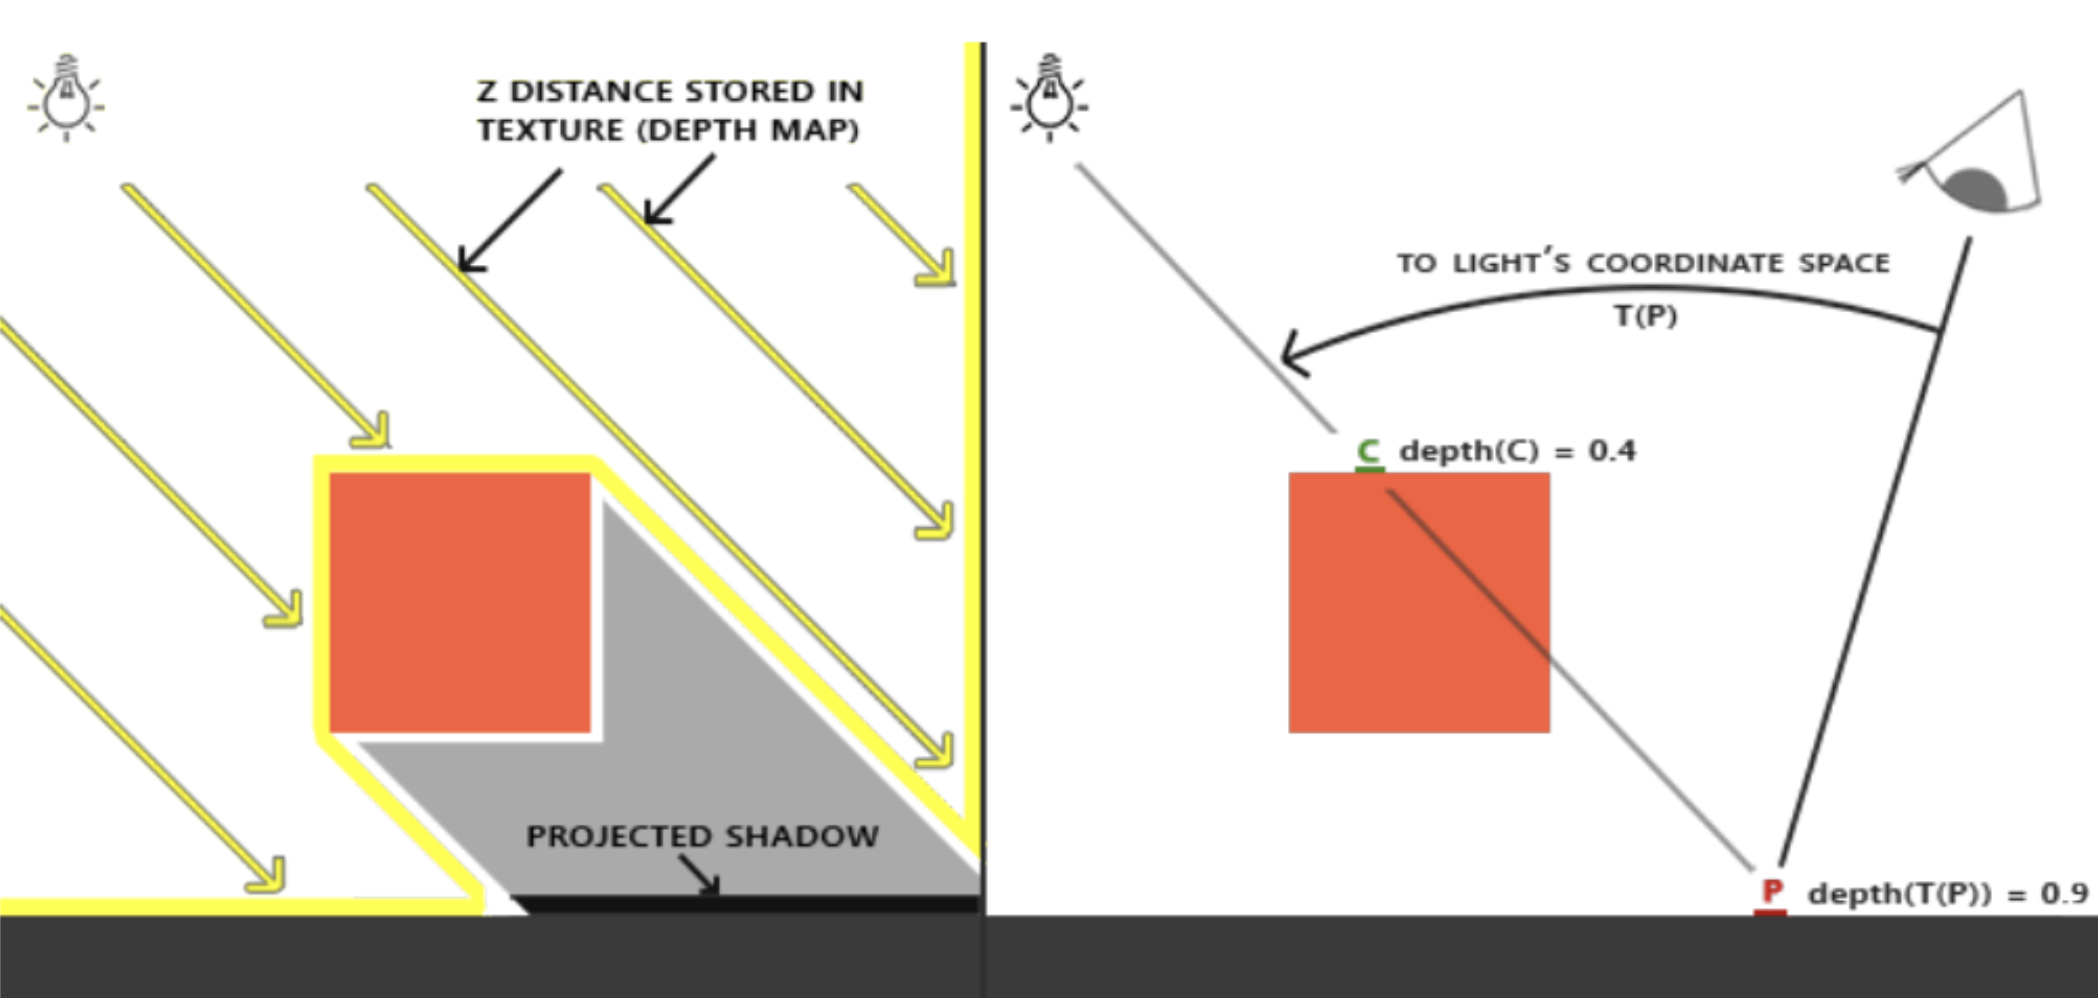 Z DISTANCE STORED IN
TEXTURE (DEPTH MAP)
PROJECTED SHADOW
TO LIGHT'S COORDINATE SPACE
T(P)
C depth(C) = 0.4
P depth(T(P)) = 0.9